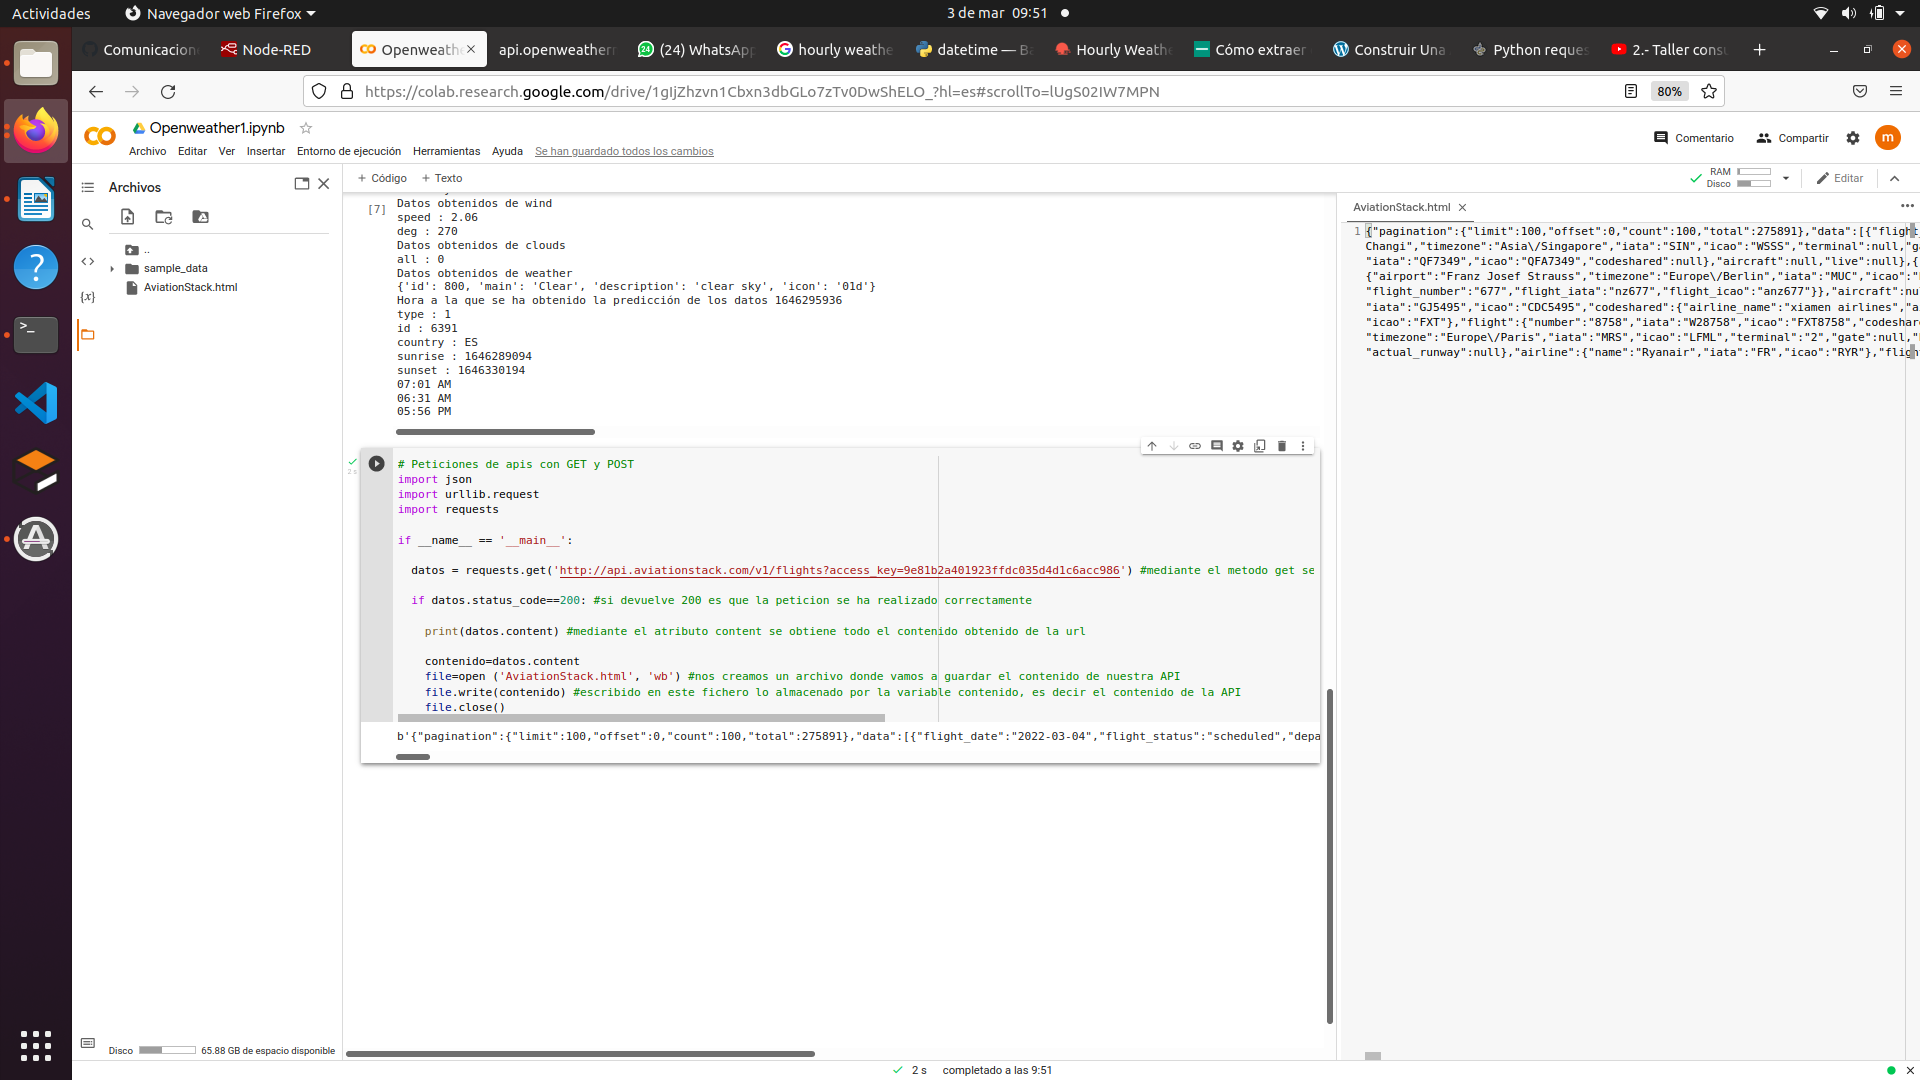 Actividades
Navegador web Firefox
3 de mar 09:51
Comunicacion
Node-RED
Openweath
api.openweatherm
(24) WhatsApp
hourly weathe
datetime — Ba
Hourly Weath
Cómo extraer
Construir Una
Python reques
2.- Taller cons
https://colab.research.google.com/drive/1gIjZhzvn1Cbxn3dbGLo7zTv0DwShELO_?hl=es#scrollTo=lUgS02IW7MPN
80%
Openweather1.ipynb
Archivo Editar Ver Insertar Entorno de ejecución Herramientas Ayuda Se han guardado todos los cambios
Comentario
Compartir
m
Archivos
+ Código + Texto
RAM
Disco
Editar
..
sample_data
AviationStack.html
[7]
Datos obtenidos de wind
speed : 2.06
deg : 270
Datos obtenidos de clouds
all : 0
Datos obtenidos de weather
{'id': 800, 'main': 'Clear', 'description': 'clear sky', 'icon': '01d'}
Hora a la que se ha obtenido la predicción de los datos 1646295936
type : 1
id : 6391
country : ES
sunrise : 1646289094
sunset : 1646330194
07:01 AM
06:31 AM
05:56 PM
2 s
# Peticiones de apis con GET y POST
import json
import urllib.request
import requests
if __name__ == '__main__':
datos = requests.get('http://api.aviationstack.com/v1/flights?access_key=9e81b2a401923ffdc035d4d1c6acc986') #mediante el metodo get se
if datos.status_code==200: #si devuelve 200 es que la peticion se ha realizado correctamente
print(datos.content) #mediante el atributo content se obtiene todo el contenido obtenido de la url
contenido=datos.content
file=open ('AviationStack.html', 'wb') #nos creamos un archivo donde vamos a guardar el contenido de nuestra API
file.write(contenido) #escribido en este fichero lo almacenado por la variable contenido, es decir el contenido de la API
file.close()
b'{"pagination":{"limit":100,"offset":0,"count":100,"total":275891},"data":[{"flight_date":"2022-03-04","flight_status":"scheduled","depa
AviationStack.html
1
{"pagination":{"limit":100,"offset":0,"count":100,"total":275891},"data":[{"flight_
Changi","timezone":"Asia\/Singapore","iata":"SIN","icao":"WSSS","terminal":null,"ga
"iata":"QF7349","icao":"QFA7349","codeshared":null},"aircraft":null,"live":null},{
{"airport":"Franz Josef Strauss","timezone":"Europe\/Berlin","iata":"MUC","icao":
"flight_number":"677","flight_iata":"nz677","flight_icao":"anz677"}},"aircraft":nu
"iata":"GJ5495","icao":"CDC5495","codeshared":{"airline_name":"xiamen airlines","a
"icao":"FXT"},"flight":{"number":"8758","iata":"W28758","icao":"FXT8758","codeshar
"timezone":"Europe\/Paris","iata":"MRS","icao":"LFML","terminal":"2","gate":null,"
"actual_runway":null},"airline":{"name":"Ryanair","iata":"FR","icao":"RYR"},"fligh
Disco
65.88 GB de espacio disponible
2 s completado a las 9:51